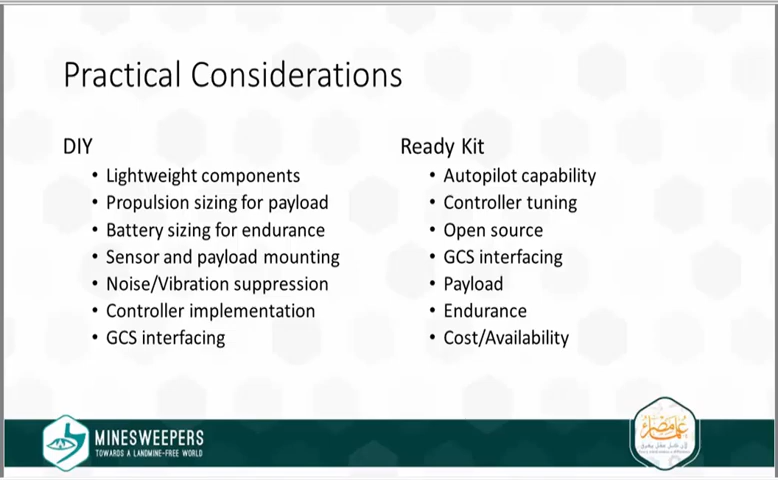 Practical Considerations
DIY
• Lightweight components
• Propulsion sizing for payload
• Battery sizing for endurance
• Sensor and payload mounting
• Noise/Vibration suppression
• Controller implementation
• GCS interfacing
Ready Kit
• Autopilot capability
• Controller tuning
• Open source
• GCS interfacing
• Payload
• Endurance
• Cost/Availability
MINESWEEPERS
TOWARDS A LANDMINE-FREE WORLD